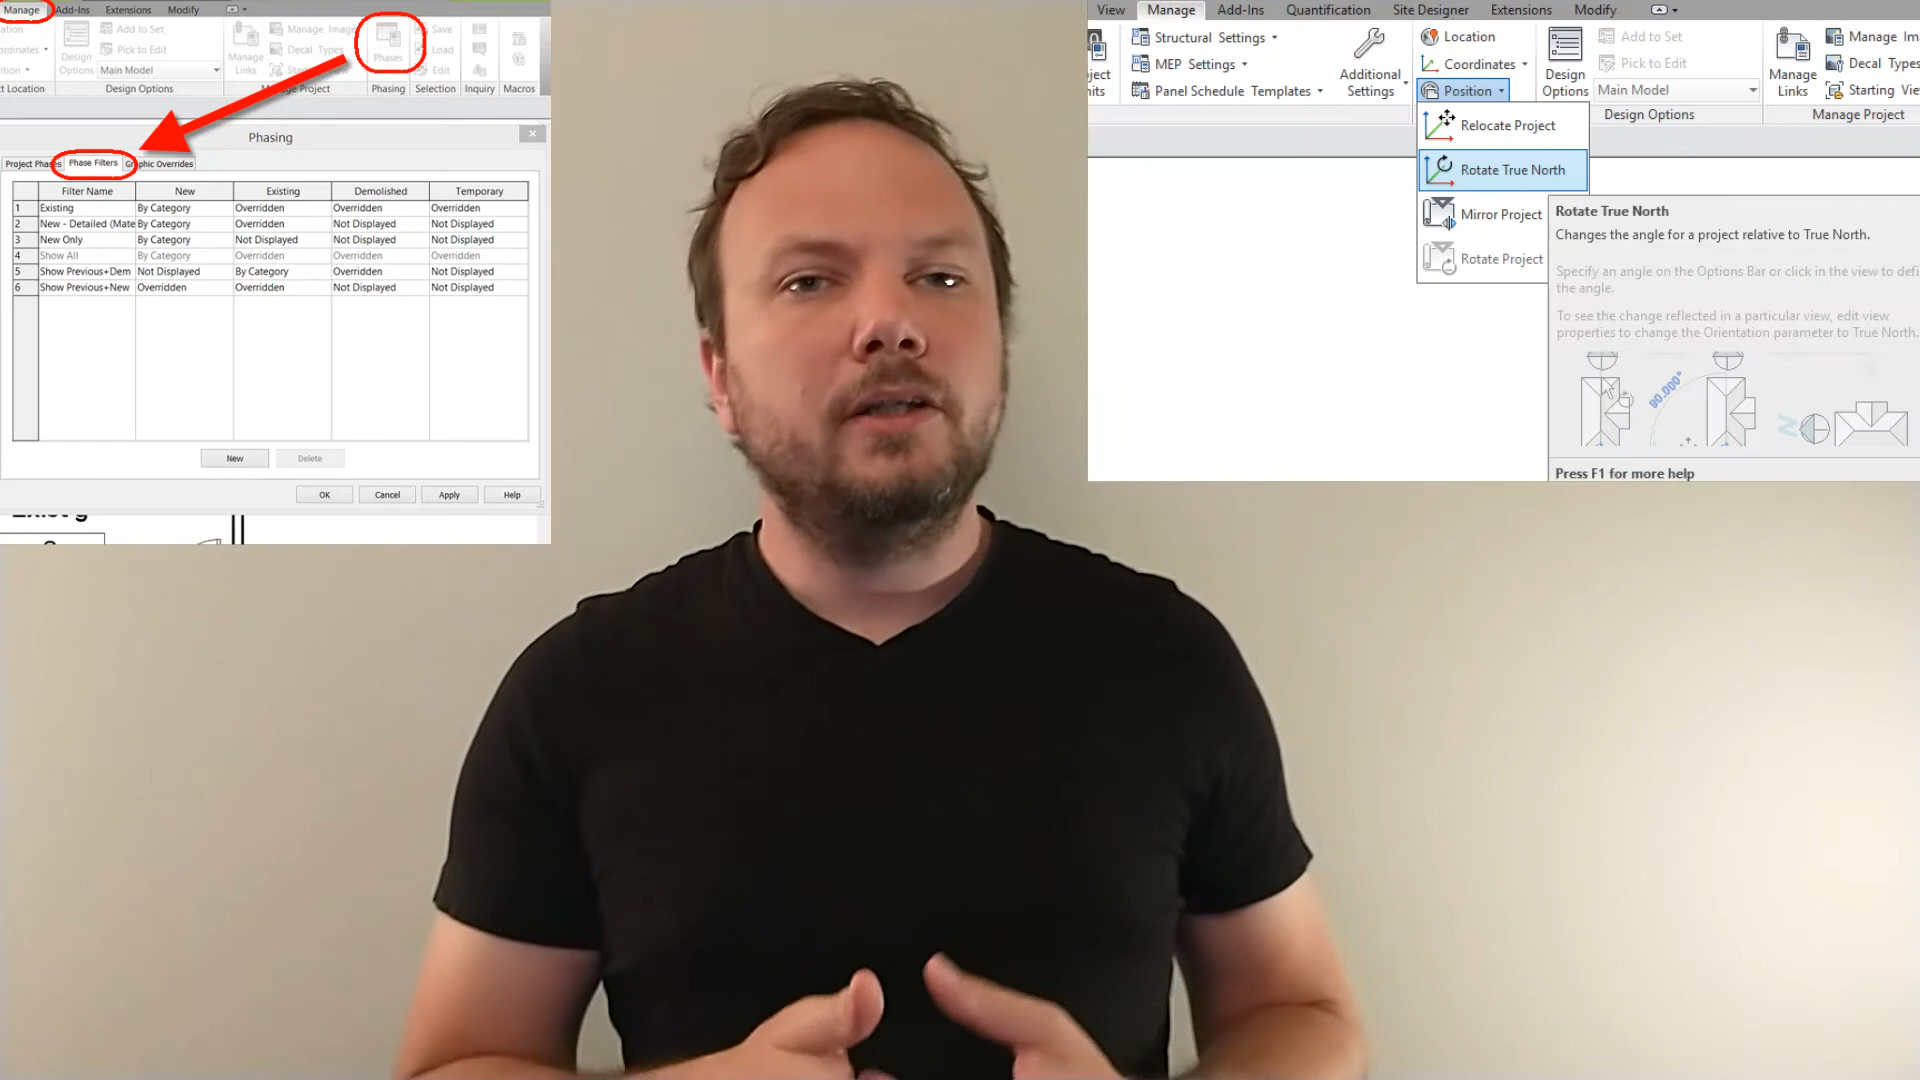 Manage Add-Ins Extensions Modify
Add to Set
Manage
Save
Pick to Edit
Decal Types
Load
Design Options
Main Model
Manage Links
Phases
Edit
Location
Design Options
Manage Project
Phasing
Selection
Inquiry
Macros
Phasing
Project Phases
Phase Filters
Graphic Overrides
Filter Name New Existing Demolished Temporary
1 Existing By Category Overridden Overridden Overridden
2 New - Detailed (Mate By Category Overridden Not Displayed Not Displayed
3 New Only By Category Not Displayed Not Displayed Not Displayed
4 Show All By Category Overridden Overridden Overridden
5 Show Previous+Dem Not Displayed By Category Overridden Not Displayed
6 Show Previous+New Overridden Overridden Not Displayed Not Displayed
New Delete
OK Cancel Apply Help
View Manage Add-Ins Quantification Site Designer Extensions Modify
Structural Settings
MEP Settings
Panel Schedule Templates
Additional Settings
Location
Coordinates
Position
Design Options
Add to Set
Pick to Edit
Main Model
Design Options
Manage Links
Manage Im
Decal Types
Starting Vie
Manage Project
Relocate Project
Rotate True North
Mirror Project
Rotate Project
Rotate True North
Changes the angle for a project relative to True North.
Specify an angle on the Options Bar or click in the view to defi
the angle.
To see the change reflected in a particular view, edit view
properties to change the Orientation parameter to True North.
90.000°
N
Press F1 for more help